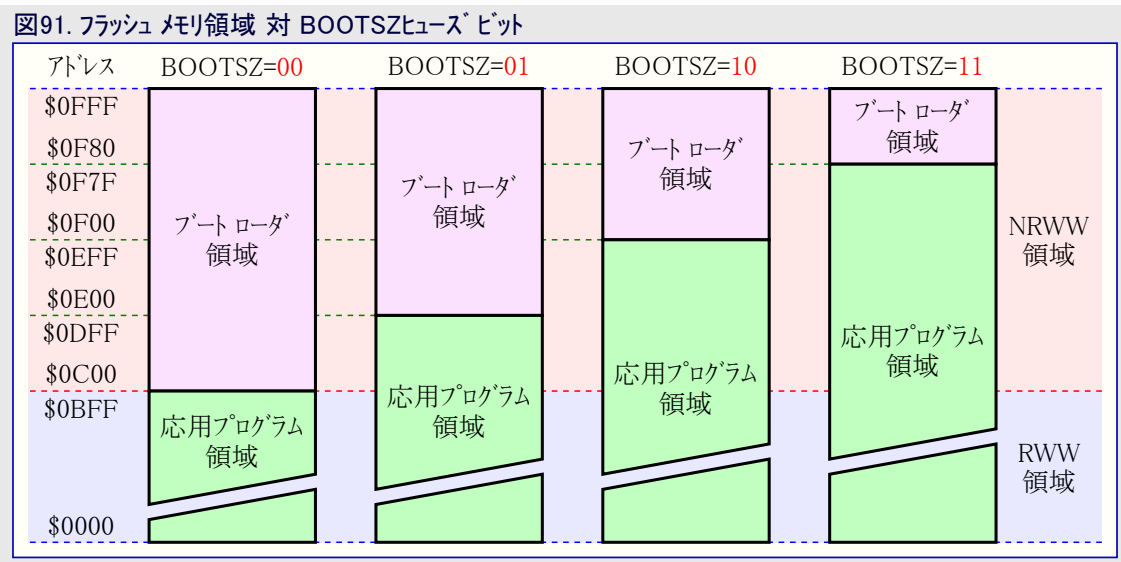 図91. フラッシュ メモリ領域 対 BOOTSZヒューズ ビット
アドレス BOOTSZ=00 BOOTSZ=01 BOOTSZ=10 BOOTSZ=11
$0FFF
$0F80
$0F7F
$0F00
$0EFF
$0E00
$0DFF
$0C00
$0BFF
$0000
ブート ローダ
領域
応用プログラム
領域
ブート ローダ
領域
応用プログラム
領域
ブート ローダ
領域
応用プログラム
領域
ブート ローダ
領域
応用プログラム
領域
NRWW
領域
RWW
領域